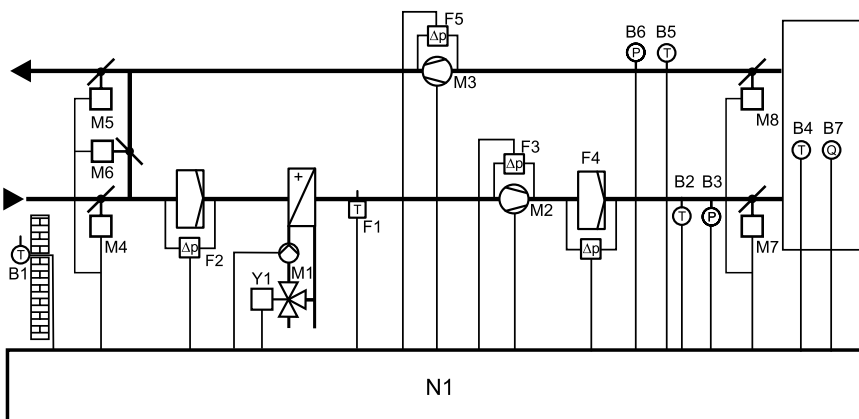 F5
B6 B5
Δp
P T
M3
M5
M8
F3
B4 B7
M6
Δp
F4
T Q
+
B2 B3
M2
T
F1
T P
M4
M7
T
B1
Δp
F2
Δp
Y1
M1
N1